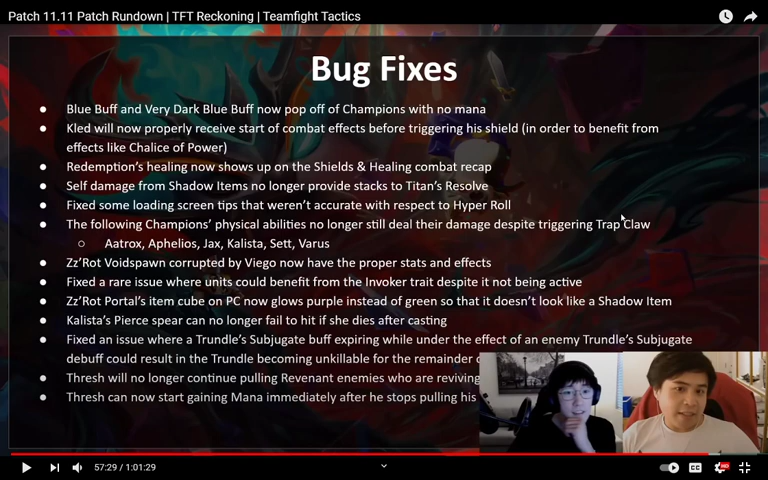 Patch 11.11 Patch Rundown | TFT Reckoning | Teamfight Tactics
Bug Fixes
● Blue Buff and Very Dark Blue Buff now pop off of Champions with no mana
● Kled will now properly receive start of combat effects before triggering his shield (in order to benefit from
effects like Chalice of Power)
● Redemption's healing now shows up on the Shields & Healing combat recap
● Self damage from Shadow Items no longer provide stacks to Titan's Resolve
● Fixed some loading screen tips that weren't accurate with respect to Hyper Roll
● The following Champions' physical abilities no longer still deal their damage despite triggering Trap Claw
○ Aatrox, Aphelios, Jax, Kalista, Sett, Varus
● Zz'Rot Voidspawn corrupted by Viego now have the proper stats and effects
● Fixed a rare issue where units could benefit from the Invoker trait despite it not being active
● Zz'Rot Portal's item cube on PC now glows purple instead of green so that it doesn't look like a Shadow Item
● Kalista's Pierce spear can no longer fail to hit if she dies after casting
● Fixed an issue where a Trundle's Subjugate buff expiring while under the effect of an enemy Trundle's Subjugate
debuff could result in the Trundle becoming unkillable for the remainder
● Thresh will no longer continue pulling Revenant enemies who are reviving
● Thresh can now start gaining Mana immediately after he stops pulling his
57:29 / 1:01:29
CC
HD